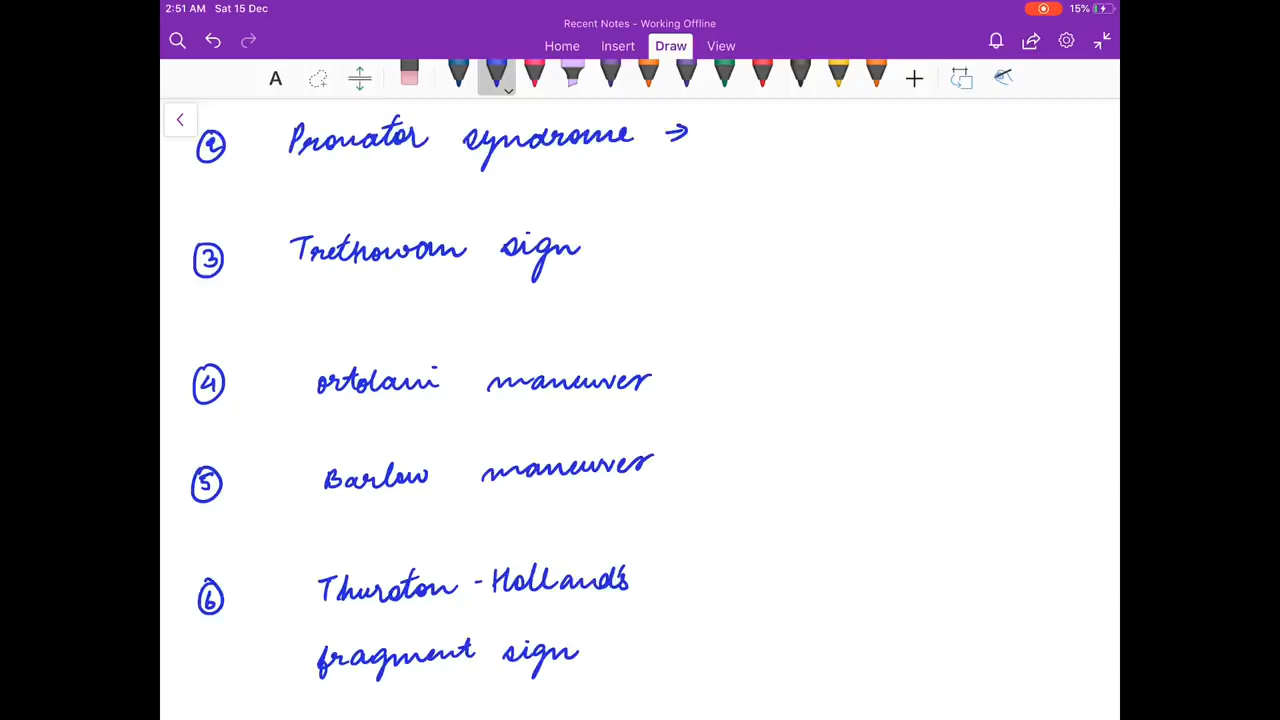 2:51 AM Sat 15 Dec
15%
Recent Notes - Working Offline
Home Insert Draw View
A
② Pronator syndrome →
③ Trethowan sign
④ ortolani maneuver
⑤ Barlow maneuver
⑥ Thurston - Holland's
fragment sign